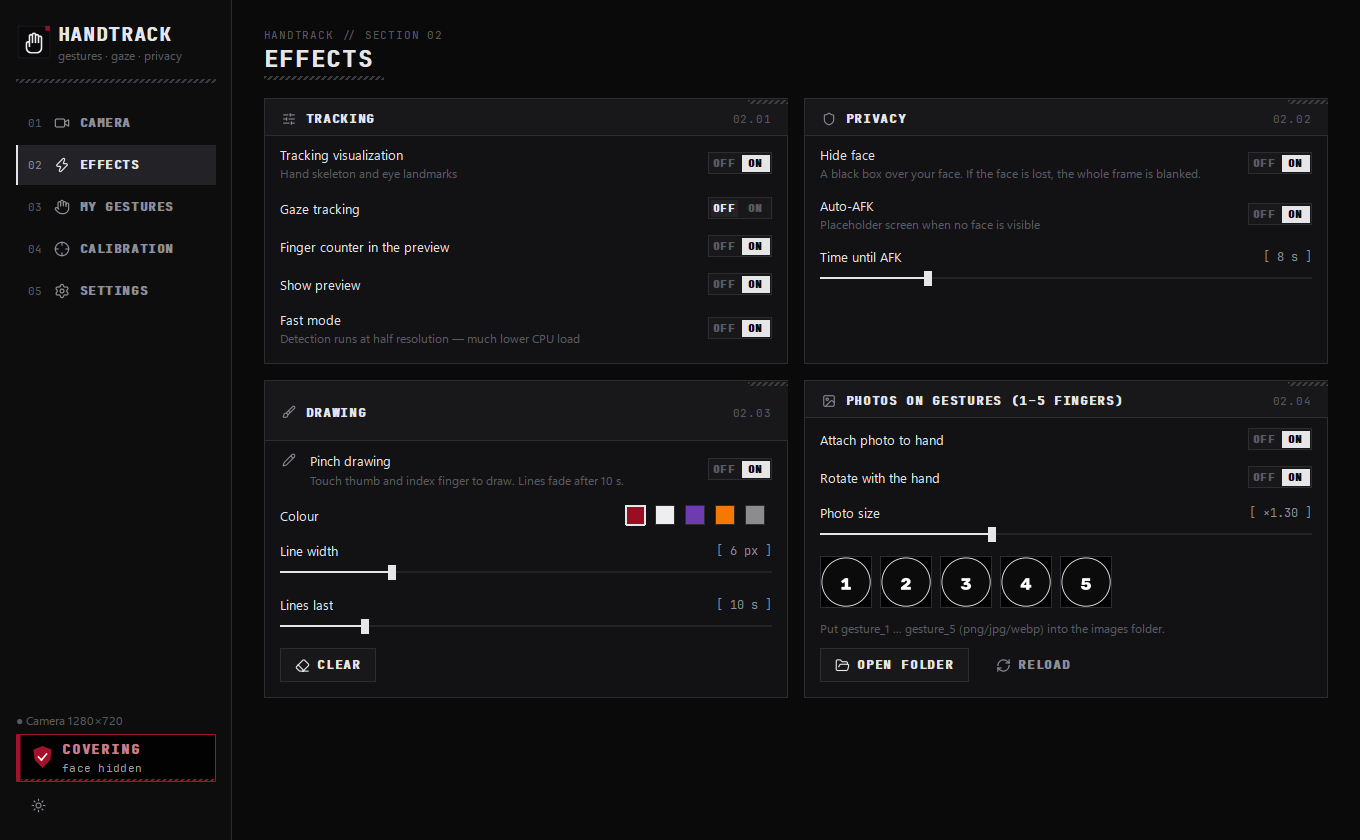 HANDTRACK
gestures · gaze · privacy
01 CAMERA
02 EFFECTS
03 MY GESTURES
04 CALIBRATION
05 SETTINGS
Camera 1280×720
COVERING
face hidden
HANDTRACK // SECTION 02
EFFECTS
TRACKING 02.01
Tracking visualization OFF ON
Hand skeleton and eye landmarks
Gaze tracking OFF ON
Finger counter in the preview OFF ON
Show preview OFF ON
Fast mode OFF ON
Detection runs at half resolution — much lower CPU load
PRIVACY 02.02
Hide face OFF ON
A black box over your face. If the face is lost, the whole frame is blanked.
Auto-AFK OFF ON
Placeholder screen when no face is visible
Time until AFK [ 8 s ]
DRAWING 02.03
Pinch drawing OFF ON
Touch thumb and index finger to draw. Lines fade after 10 s.
Colour
Line width [ 6 px ]
Lines last [ 10 s ]
CLEAR
PHOTOS ON GESTURES (1–5 FINGERS) 02.04
Attach photo to hand OFF ON
Rotate with the hand OFF ON
Photo size [ ×1.30 ]
1 2 3 4 5
Put gesture_1 … gesture_5 (png/jpg/webp) into the images folder.
OPEN FOLDER RELOAD